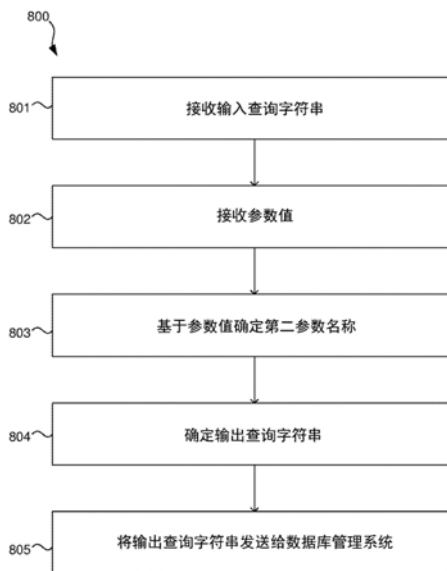 800
801
接收输入查询字符串
802
接收参数值
803
基于参数值确定第二参数名称
804
确定输出查询字符串
805
将输出查询字符串发送给数据库管理系统